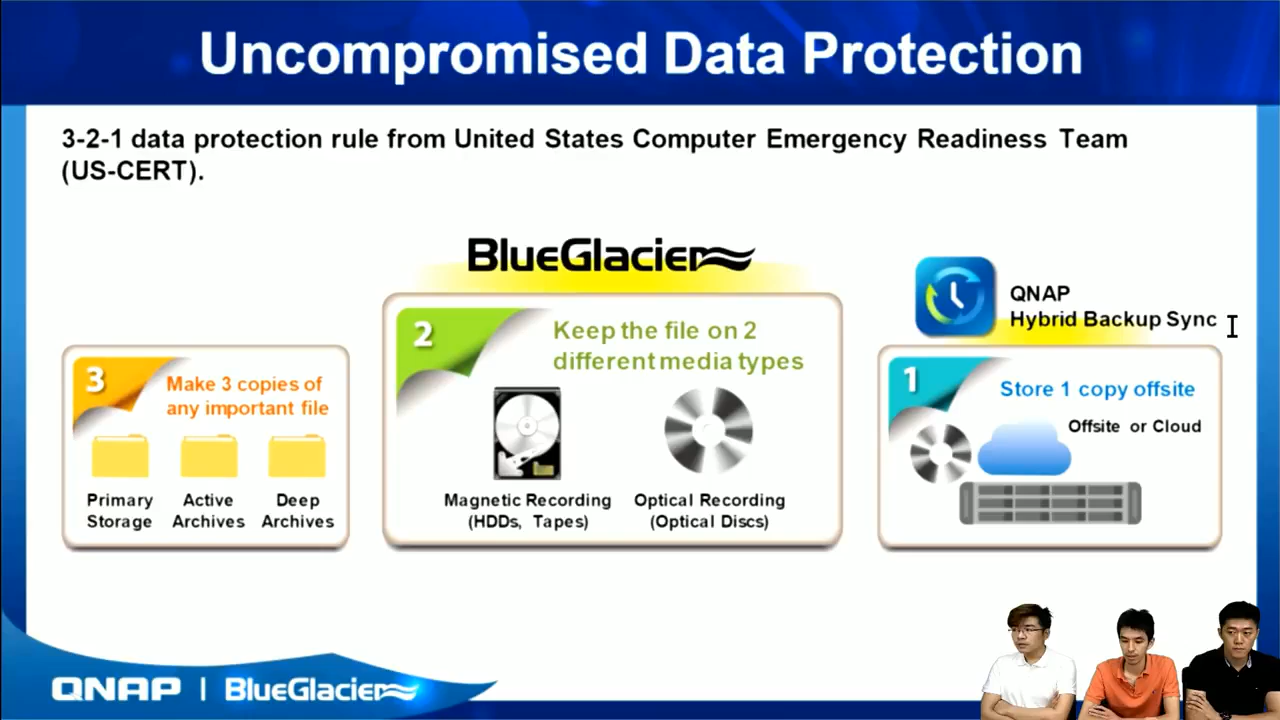 Uncompromised Data Protection
3-2-1 data protection rule from United States Computer Emergency Readiness Team
(US-CERT).
3
Make 3 copies of
any important file
Primary
Storage
Active
Archives
Deep
Archives
BlueGlacier
2
Keep the file on 2
different media types
Magnetic Recording
(HDDs, Tapes)
Optical Recording
(Optical Discs)
QNAP
Hybrid Backup Sync
1
Store 1 copy offsite
Offsite or Cloud
QNAP | BlueGlacier